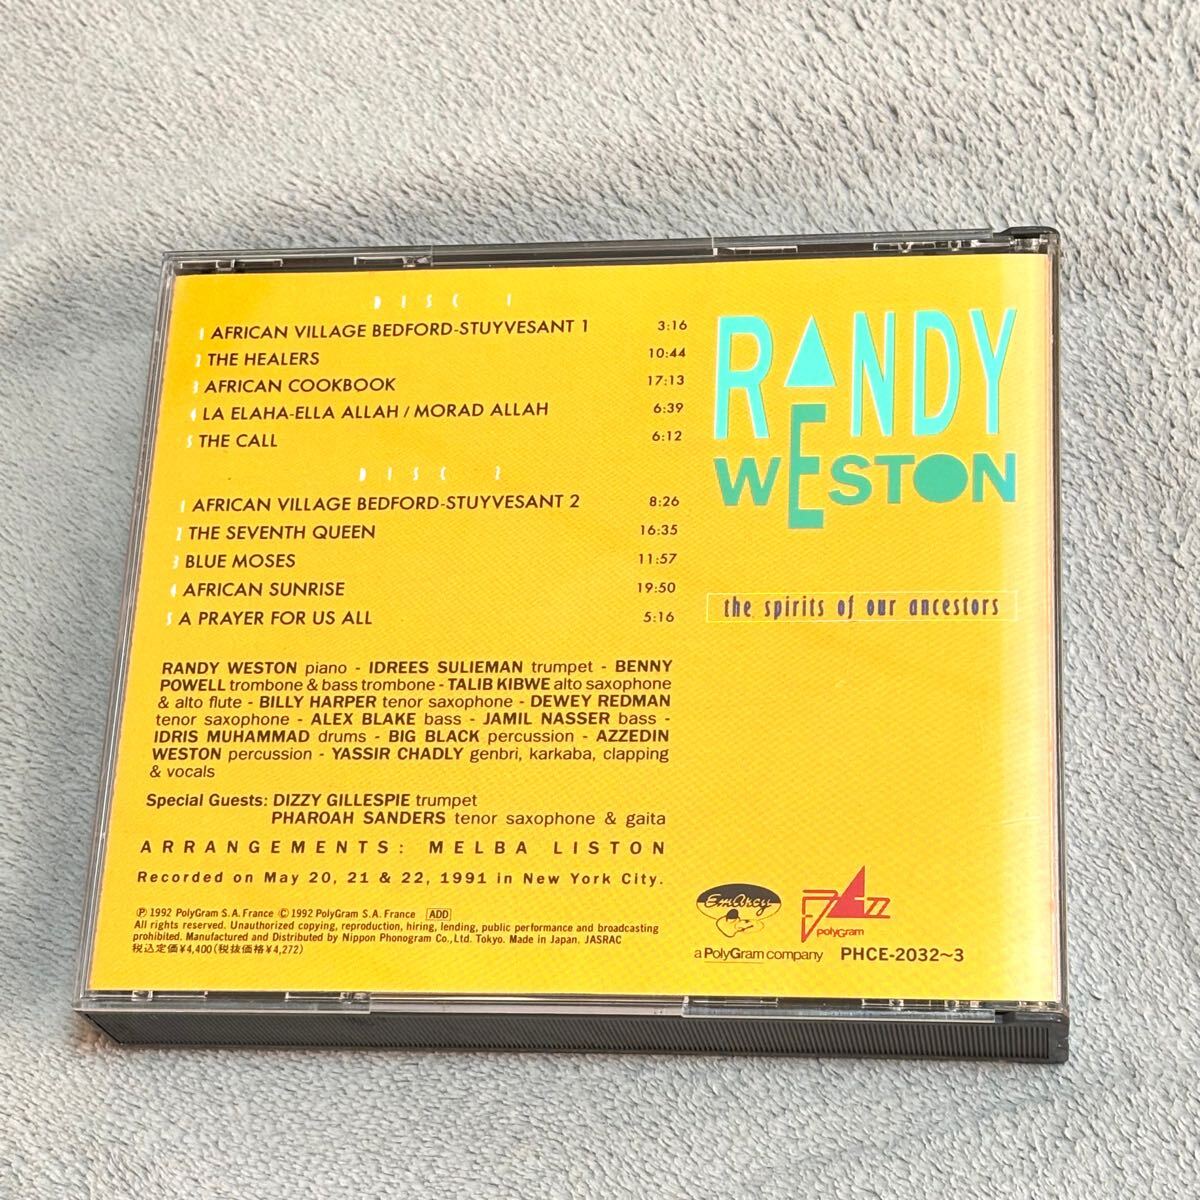 DISC 1
1 AFRICAN VILLAGE BEDFORD-STUYVESANT 1 3:16
2 THE HEALERS 10:44
3 AFRICAN COOKBOOK 17:13
4 LA ELAHA-ELLA ALLAH / MORAD ALLAH 6:39
5 THE CALL 6:12
DISC 2
1 AFRICAN VILLAGE BEDFORD-STUYVESANT 2 8:26
2 THE SEVENTH QUEEN 16:35
3 BLUE MOSES 11:57
4 AFRICAN SUNRISE 19:50
5 A PRAYER FOR US ALL 5:16
RANDY WESTON piano - IDREES SULIEMAN trumpet - BENNY
POWELL trombone & bass trombone - TALIB KIBWE alto saxophone
& alto flute - BILLY HARPER tenor saxophone - DEWEY REDMAN
tenor saxophone - ALEX BLAKE bass - JAMIL NASSER bass -
IDRIS MUHAMMAD drums - BIG BLACK percussion - AZZEDIN
WESTON percussion - YASSIR CHADLY genbri, karkaba, clapping
& vocals
Special Guests: DIZZY GILLESPIE trumpet
PHAROAH SANDERS tenor saxophone & gaita
ARRANGEMENTS: MELBA LISTON
Recorded on May 20, 21 & 22, 1991 in New York City.
Ⓟ 1992 PolyGram S.A. France © 1992 PolyGram S.A. France ADD
All rights reserved. Unauthorized copying, reproduction, hiring, lending, public performance and broadcasting
prohibited. Manufactured and Distributed by Nippon Phonogram Co., Ltd. Tokyo. Made in Japan. JASRAC
税込定価¥4,400(税抜価格¥4,272)
RANDY
WESTON
the spirits of our ancestors
EmArcy
a PolyGram company
JAZZ
polyGram
PHCE-2032~3